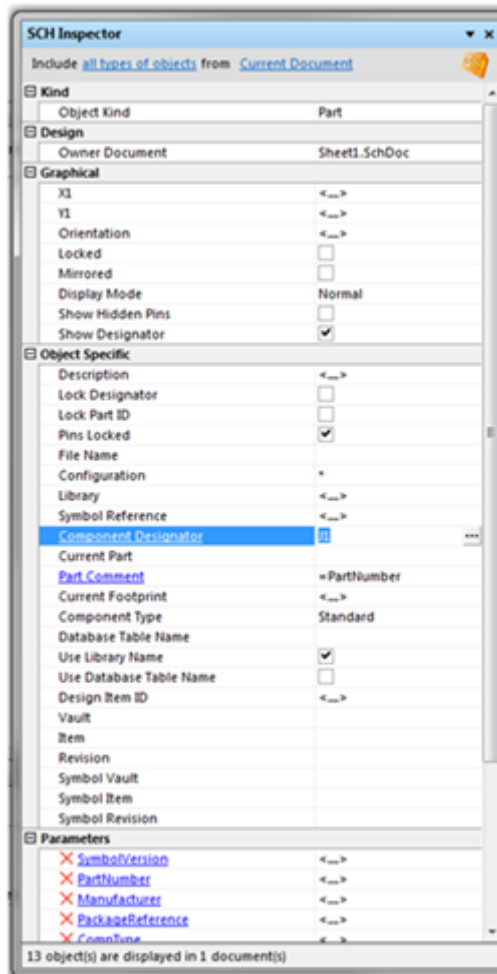 SCH Inspector
Include all types of objects from Current Document
Kind
Object Kind Part
Design
Owner Document Sheet1.SchDoc
Graphical
X1 <...>
Y1 <...>
Orientation <...>
Locked
Mirrored
Display Mode Normal
Show Hidden Pins
Show Designator
Object Specific
Description <...>
Lock Designator
Lock Part ID
Pins Locked
File Name
Configuration *
Library <...>
Symbol Reference <...>
Component Designator ...
Current Part
Part Comment =PartNumber
Current Footprint <...>
Component Type Standard
Database Table Name
Use Library Name
Use Database Table Name
Design Item ID <...>
Vault
Item
Revision
Symbol Vault
Symbol Item
Symbol Revision
Parameters
SymbolVersion <...>
PartNumber <...>
Manufacturer <...>
PackageReference <...>
CompType <...>
13 object(s) are displayed in 1 document(s)